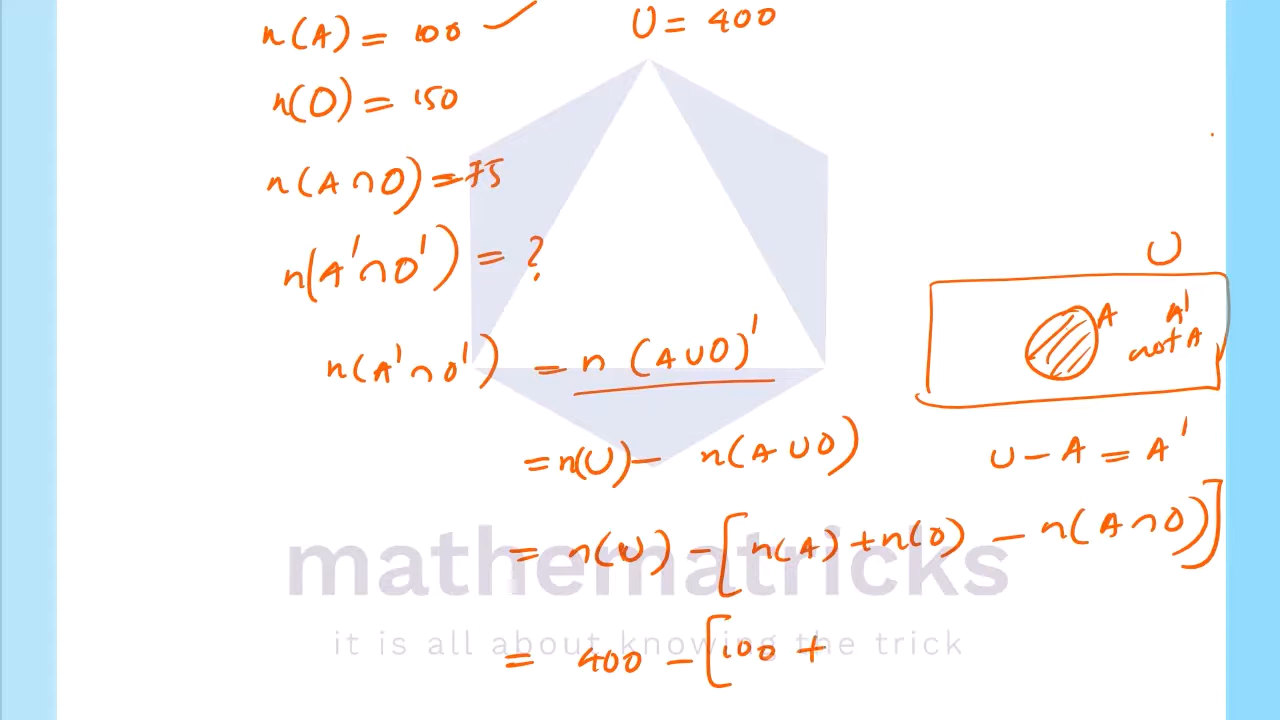 n(A) = 100 ✓ U = 400
n(O) = 150
n(A∩O) = 75
n(A'∩O') = ?
U
A A'
not A
n(A'∩O') = n(A∪O)'
= n(U) − n(A∪O) U − A = A'
= n(U) − [n(A) + n(O) − n(A∩O)]
mathematricks
it is all about knowing the trick
= 400 − [100 +